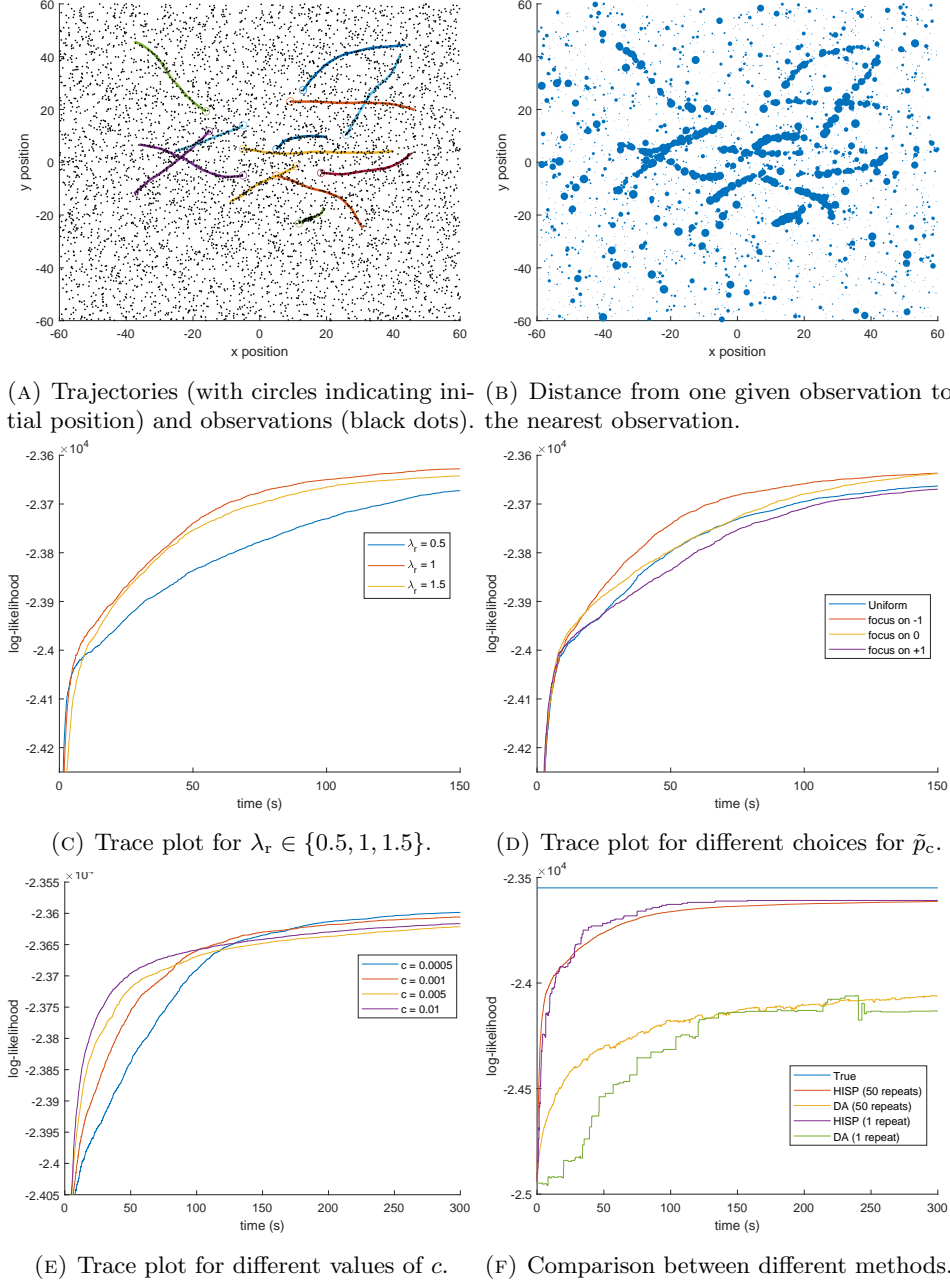 60
40
20
0
-20
-40
-60
y position
-60 -40 -20 0 20 40 60
x position
60
40
20
0
-20
-40
-60
y position
-60 -40 -20 0 20 40 60
x position
(A) Trajectories (with circles indicating ini-
tial position) and observations (black dots).
(B) Distance from one given observation to
the nearest observation.
×10⁴
-2.36
-2.37
-2.38
-2.39
-2.4
-2.41
-2.42
log-likelihood
λr = 0.5
λr = 1
λr = 1.5
0 50 100 150
time (s)
(C) Trace plot for λr ∈ {0.5, 1, 1.5}.
×10⁴
-2.36
-2.37
-2.38
-2.39
-2.4
-2.41
-2.42
log-likelihood
Uniform
focus on -1
focus on 0
focus on +1
0 50 100 150
time (s)
(D) Trace plot for different choices for p̃c.
-2.355
-2.36
-2.365
-2.37
-2.375
-2.38
-2.385
-2.39
-2.395
-2.4
-2.405
log-likelihood
c = 0.0005
c = 0.001
c = 0.005
c = 0.01
0 50 100 150 200 250 300
time (s)
(E) Trace plot for different values of c.
×10⁴
-2.35
-2.4
-2.45
-2.5
log-likelihood
True
HISP (50 repeats)
DA (50 repeats)
HISP (1 repeat)
DA (1 repeat)
0 50 100 150 200 250 300
time (s)
(F) Comparison between different methods.